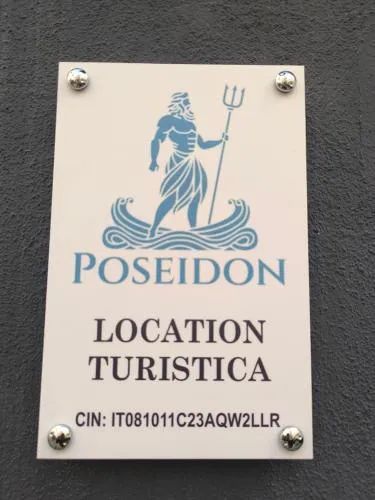 POSEIDON
LOCATION
TURISTICA
CIN: IT081011C23AQW2LLR